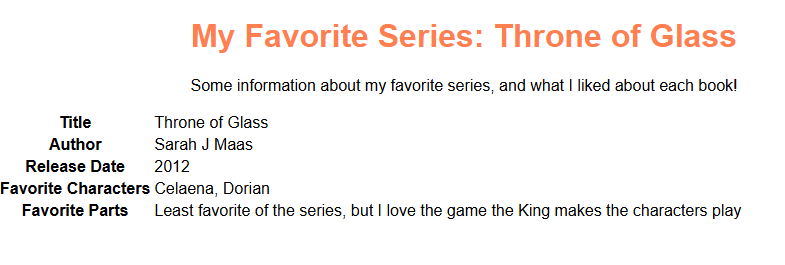 My Favorite Series: Throne of Glass
Some information about my favorite series, and what I liked about each book!
Title Throne of Glass
Author Sarah J Maas
Release Date 2012
Favorite Characters Celaena, Dorian
Favorite Parts Least favorite of the series, but I love the game the King makes the characters play